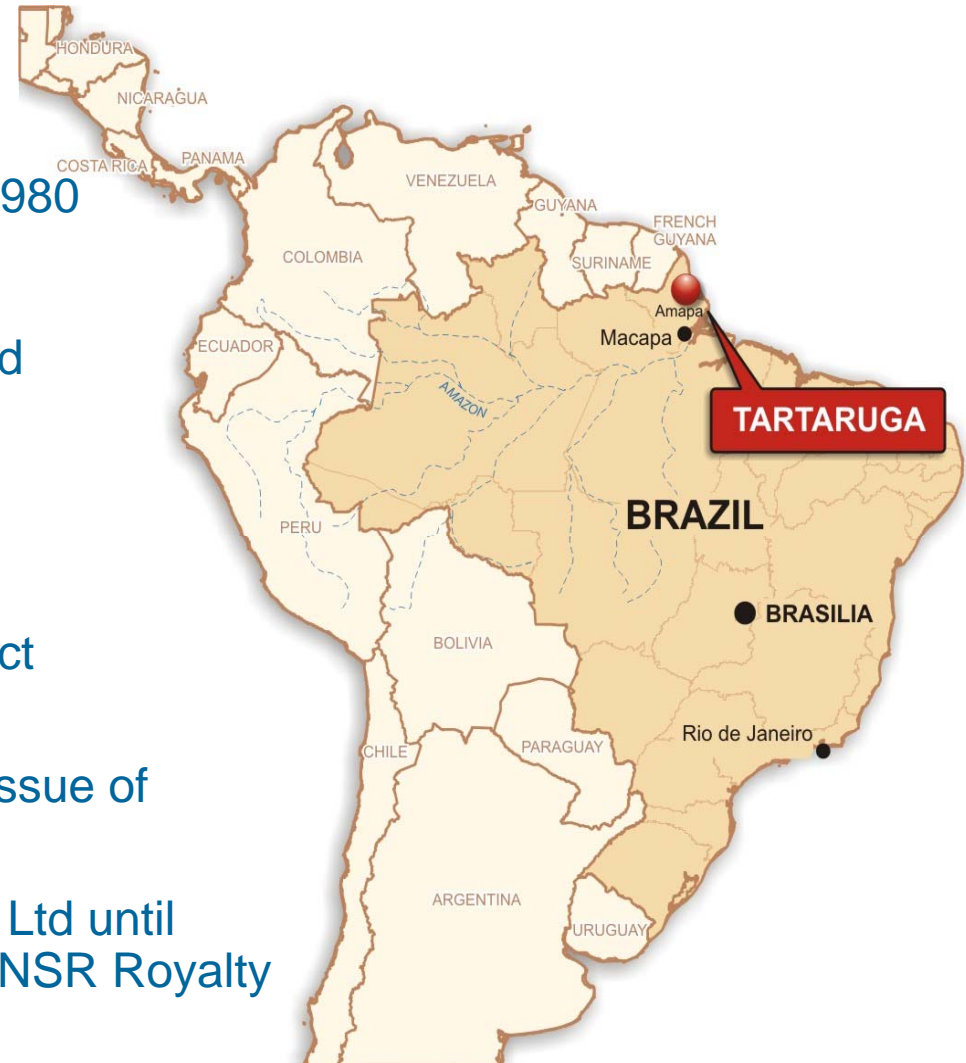 HONDURA
NICARAGUA
COSTA RICA
PANAMA
980
VENEZUELA
GUYANA
FRENCH
GUYANA
COLOMBIA
SURINAME
Amapa
Macapa
ECUADOR
d
AMAZON
TARTARUGA
PERU
BRAZIL
BRASILIA
BOLIVIA
ct
Rio de Janeiro
CHILE
PARAGUAY
ssue of
ARGENTINA
Ltd until
URUGUAY
NSR Royalty